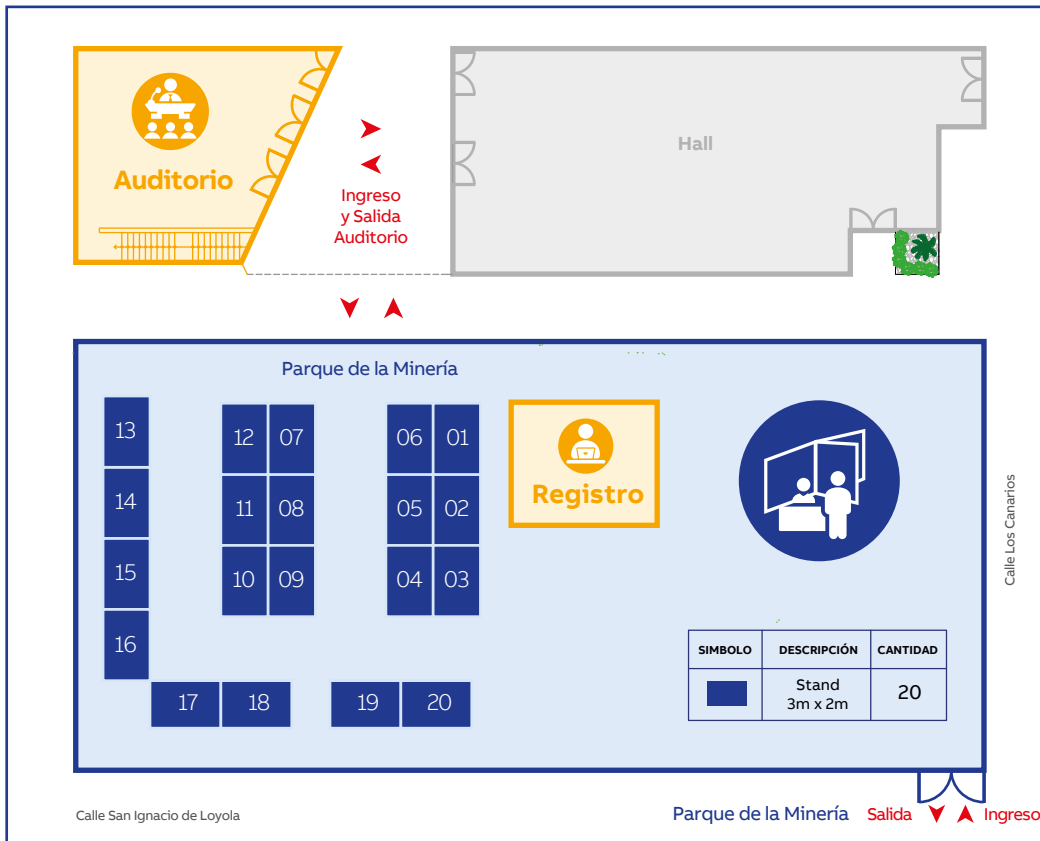 Auditorio
Hall
Ingreso
y Salida
Auditorio
Parque de la Minería
13
14
15
16
12 07
11 08
10 09
06 01
05 02
04 03
17 18
19 20
Registro
Calle Los Canarios
SIMBOLO DESCRIPCIÓN CANTIDAD
Stand
3m x 2m
20
Calle San Ignacio de Loyola
Parque de la Minería Salida Ingreso